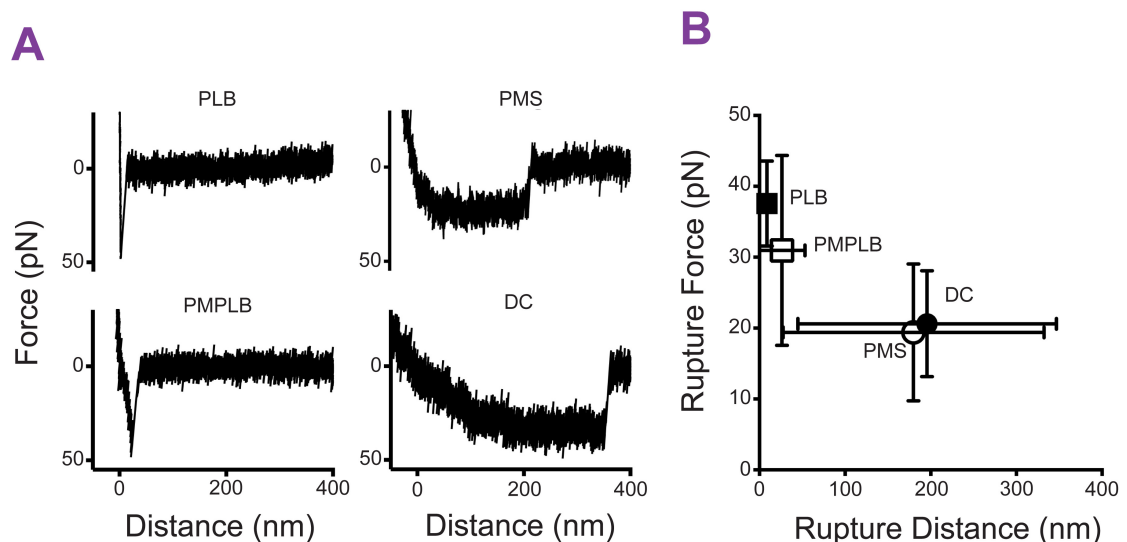 A
B
PLB
PMS
0
50
0
50
PMPLB
DC
0
50
0
200
400
0
50
0
200
400
Force (pN)
Distance (nm)
Distance (nm)
50
40
30
20
10
0
Rupture Force (pN)
PLB
PMPLB
DC
PMS
0
100
200
300
400
Rupture Distance (nm)